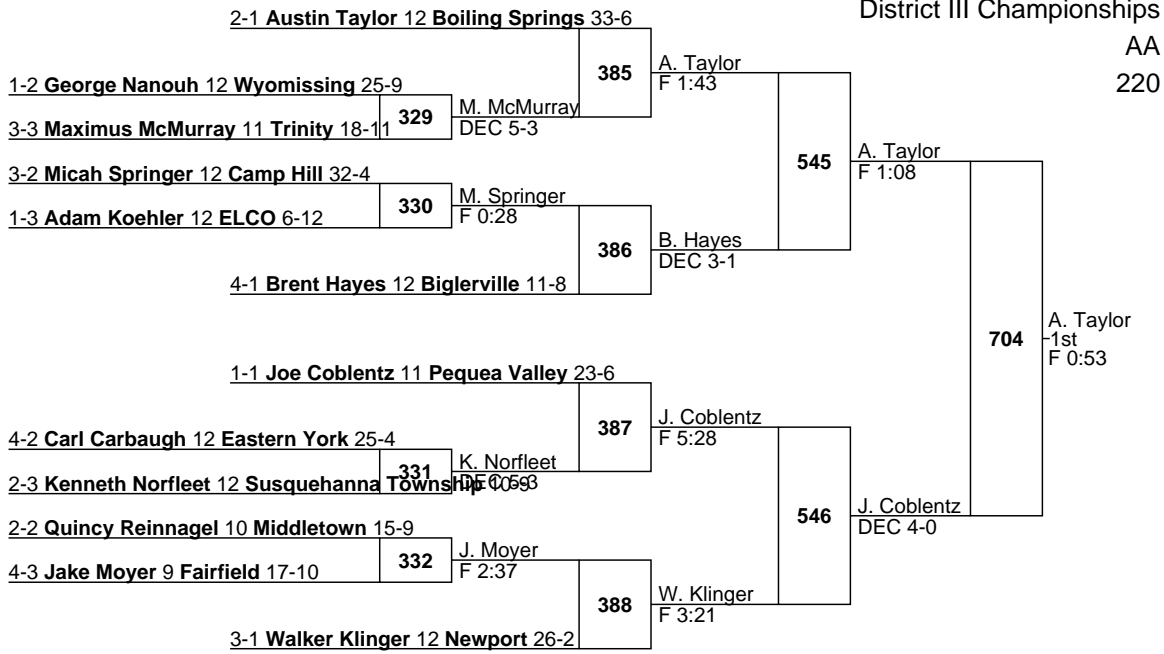 District III Championships
AA
220
2-1 Austin Taylor 12 Boiling Springs 33-6
385
A. Taylor
F 1:43
1-2 George Nanouh 12 Wyomissing 25-9
329
M. McMurray
DEC 5-3
3-3 Maximus McMurray 11 Trinity 18-11
545
A. Taylor
F 1:08
3-2 Micah Springer 12 Camp Hill 32-4
330
M. Springer
F 0:28
1-3 Adam Koehler 12 ELCO 6-12
386
B. Hayes
DEC 3-1
4-1 Brent Hayes 12 Biglerville 11-8
704
A. Taylor
1st
F 0:53
1-1 Joe Coblentz 11 Pequea Valley 23-6
387
J. Coblentz
F 5:28
4-2 Carl Carbaugh 12 Eastern York 25-4
331
K. Norfleet
DEC 5-3
2-3 Kenneth Norfleet 12 Susquehanna Township 10-9
546
J. Coblentz
DEC 4-0
2-2 Quincy Reinnagel 10 Middletown 15-9
332
J. Moyer
F 2:37
4-3 Jake Moyer 9 Fairfield 17-10
388
W. Klinger
F 3:21
3-1 Walker Klinger 12 Newport 26-2